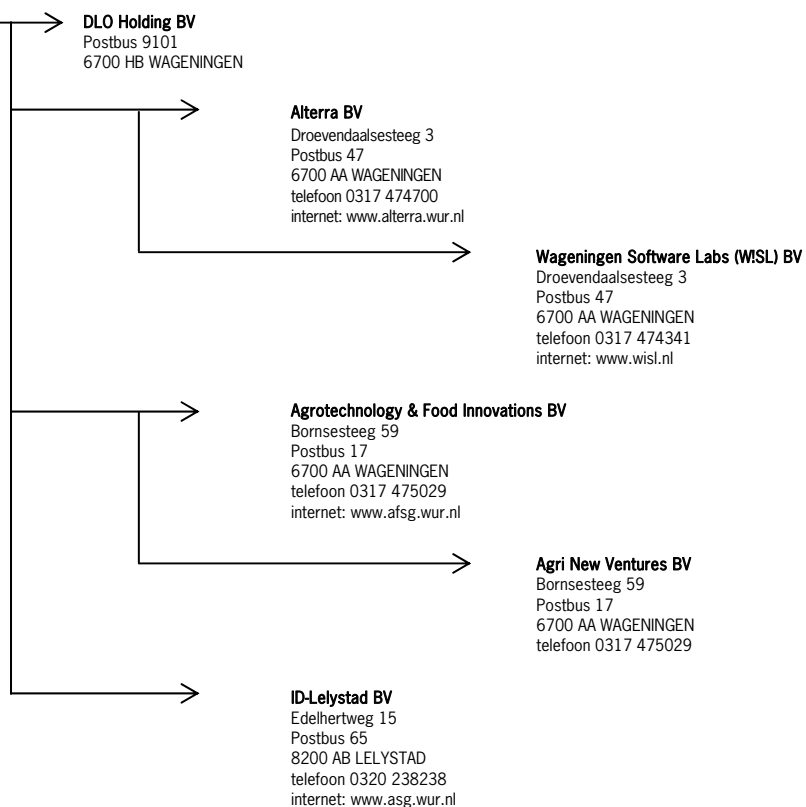 DLO Holding BV
Postbus 9101
6700 HB WAGENINGEN
Alterra BV
Droevendaalsesteeg 3
Postbus 47
6700 AA WAGENINGEN
telefoon 0317 474700
internet: www.alterra.wur.nl
Wageningen Software Labs (W!SL) BV
Droevendaalsesteeg 3
Postbus 47
6700 AA WAGENINGEN
telefoon 0317 474341
internet: www.wisl.nl
Agrotechnology & Food Innovations BV
Bornsesteeg 59
Postbus 17
6700 AA WAGENINGEN
telefoon 0317 475029
internet: www.afsg.wur.nl
Agri New Ventures BV
Bornsesteeg 59
Postbus 17
6700 AA WAGENINGEN
telefoon 0317 475029
ID-Lelystad BV
Edelhertweg 15
Postbus 65
8200 AB LELYSTAD
telefoon 0320 238238
internet: www.asg.wur.nl